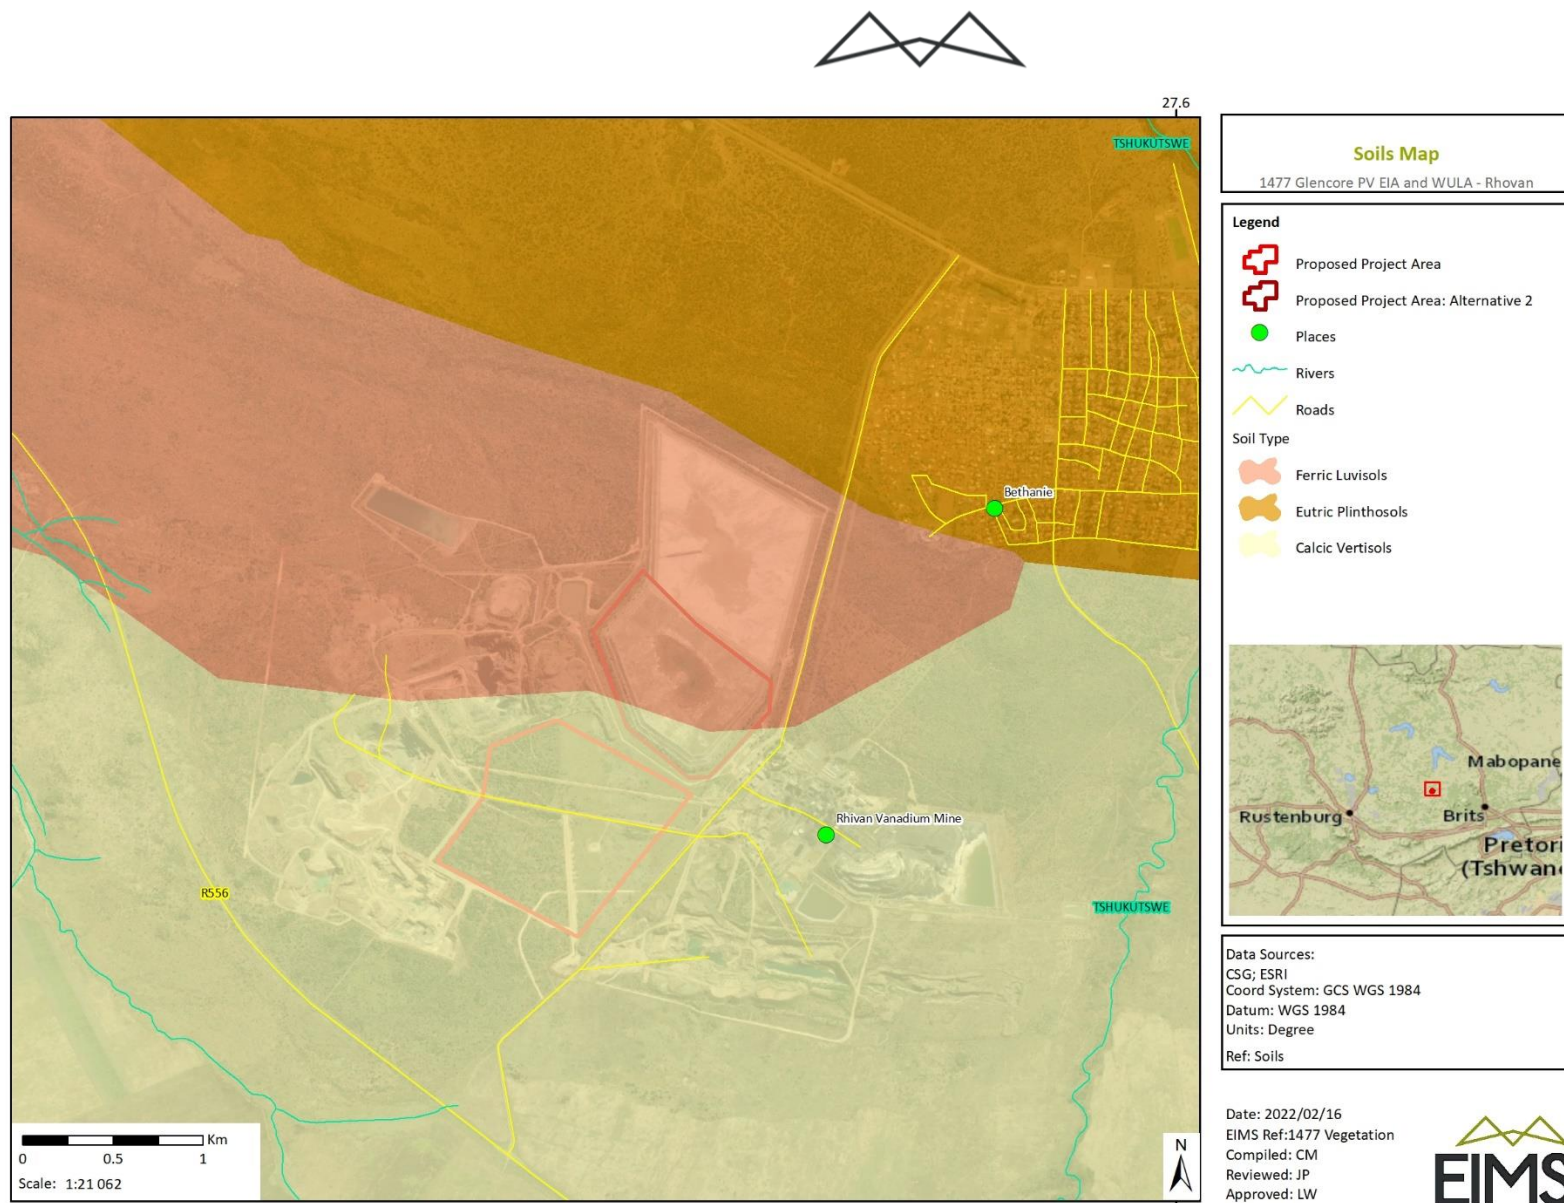 27.6
TSHUKUTSWE
Bethanie
Rhivan Vanadium Mine
R556
TSHUKUTSWE
Km
0 0.5 1
Scale: 1:21 062
N
Soils Map
1477 Glencore PV EIA and WULA - Rhovan
Legend
Proposed Project Area
Proposed Project Area: Alternative 2
Places
Rivers
Roads
Soil Type
Ferric Luvisols
Eutric Plinthosols
Calcic Vertisols
Mabopane
Rustenburg
Brits
Pretori
(Tshwan
Data Sources:
CSG; ESRI
Coord System: GCS WGS 1984
Datum: WGS 1984
Units: Degree
Ref: Soils
Date: 2022/02/16
EIMS Ref:1477 Vegetation
Compiled: CM
Reviewed: JP
Approved: LW
EIMS